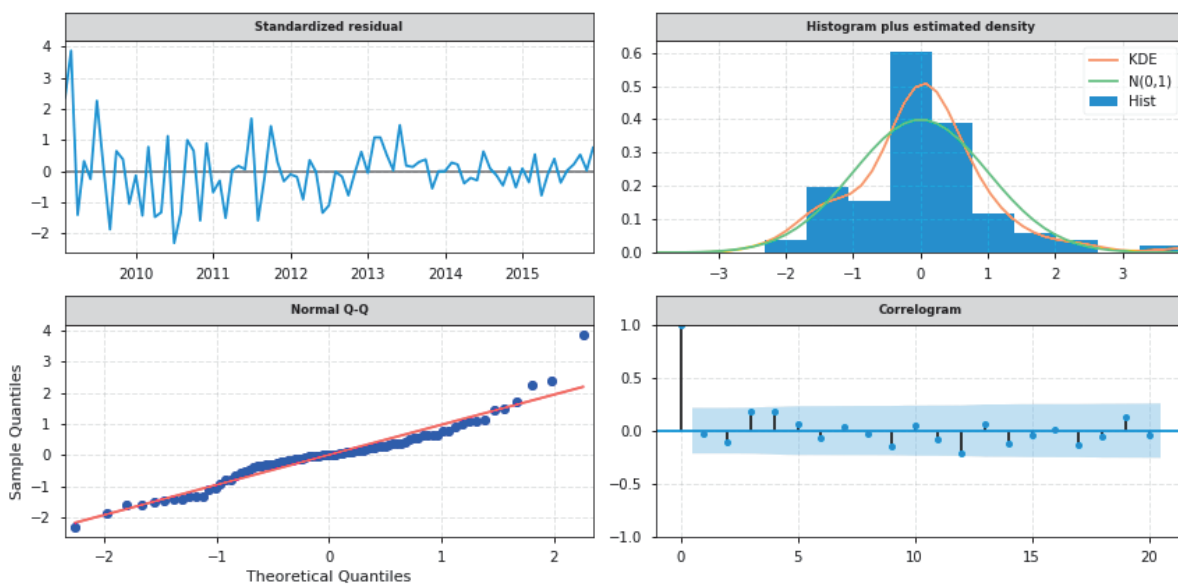 Standardized residual
4
3
2
1
0
−1
−2
2010 2011 2012 2013 2014 2015
Histogram plus estimated density
0.6
0.5
0.4
0.3
0.2
0.1
0.0
KDE
N(0,1)
Hist
−3 −2 −1 0 1 2 3
Normal Q-Q
Sample Quantiles
4
3
2
1
0
−1
−2
−2 −1 0 1 2
Theoretical Quantiles
Correlogram
1.0
0.5
0.0
−0.5
−1.0
0 5 10 15 20